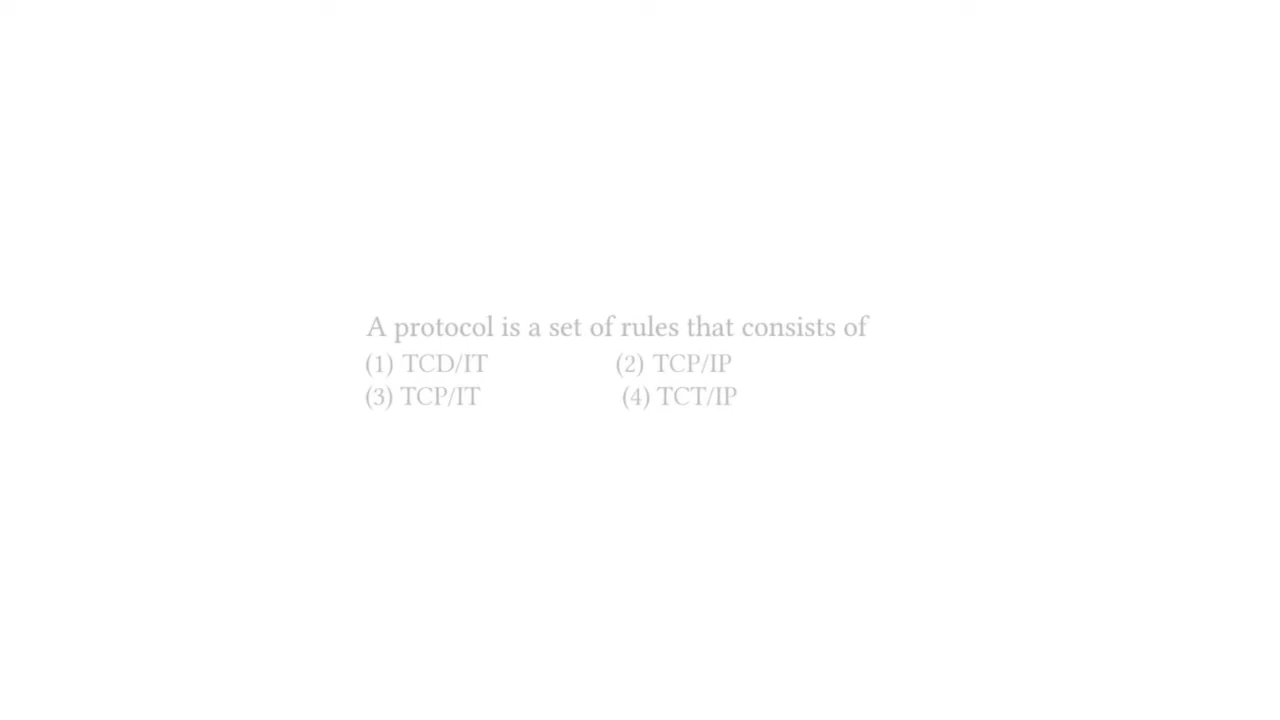 A protocol is a set of rules that consists of
(1) TCD/IT (2) TCP/IP
(3) TCP/IT (4) TCT/IP